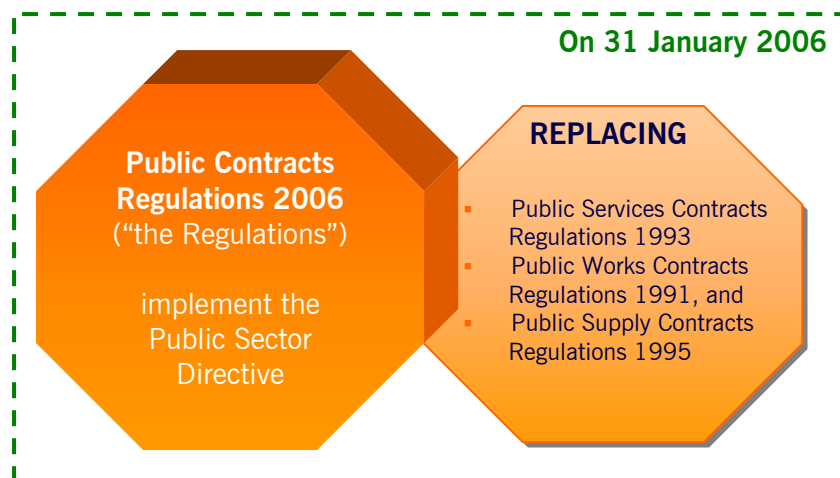 On 31 January 2006
Public Contracts
Regulations 2006
(“the Regulations”)
implement the
Public Sector
Directive
REPLACING
▪ Public Services Contracts
Regulations 1993
▪ Public Works Contracts
Regulations 1991, and
▪ Public Supply Contracts
Regulations 1995